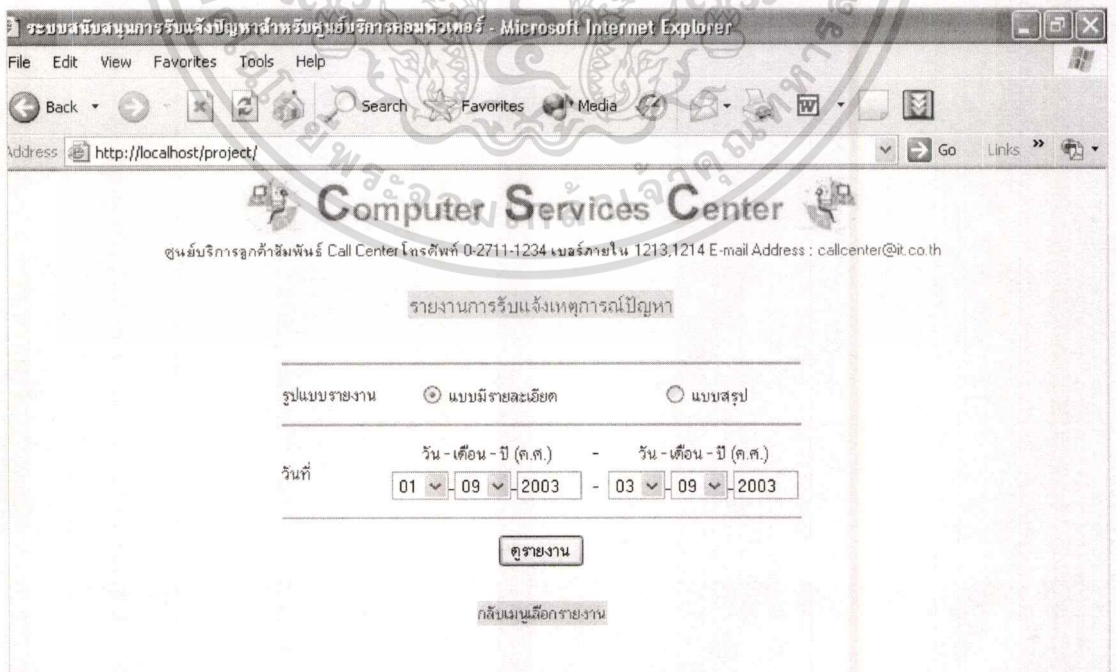 ระบบสนับสนุนการรับแจ้งปัญหาสำหรับศูนย์บริการคอมพิวเตอร์ - Microsoft Internet Explorer
File Edit View Favorites Tools Help
Back Search Favorites Media
Address http://localhost/project/ Go Links »
Computer Services Center
ศูนย์บริการลูกค้าสัมพันธ์ Call Center โทรศัพท์ 0-2711-1234 เบอร์ภายใน 1213,1214 E-mail Address : callcenter@it.co.th
รายงานการรับแจ้งเหตุการณ์ปัญหา
รูปแบบรายงาน แบบมีรายละเอียด แบบสรุป
วัน - เดือน - ปี (ค.ศ.) - วัน - เดือน - ปี (ค.ศ.)
วันที่ 01 - 09 - 2003 - 03 - 09 - 2003
ดูรายงาน
กลับเมนูเลือกรายงาน